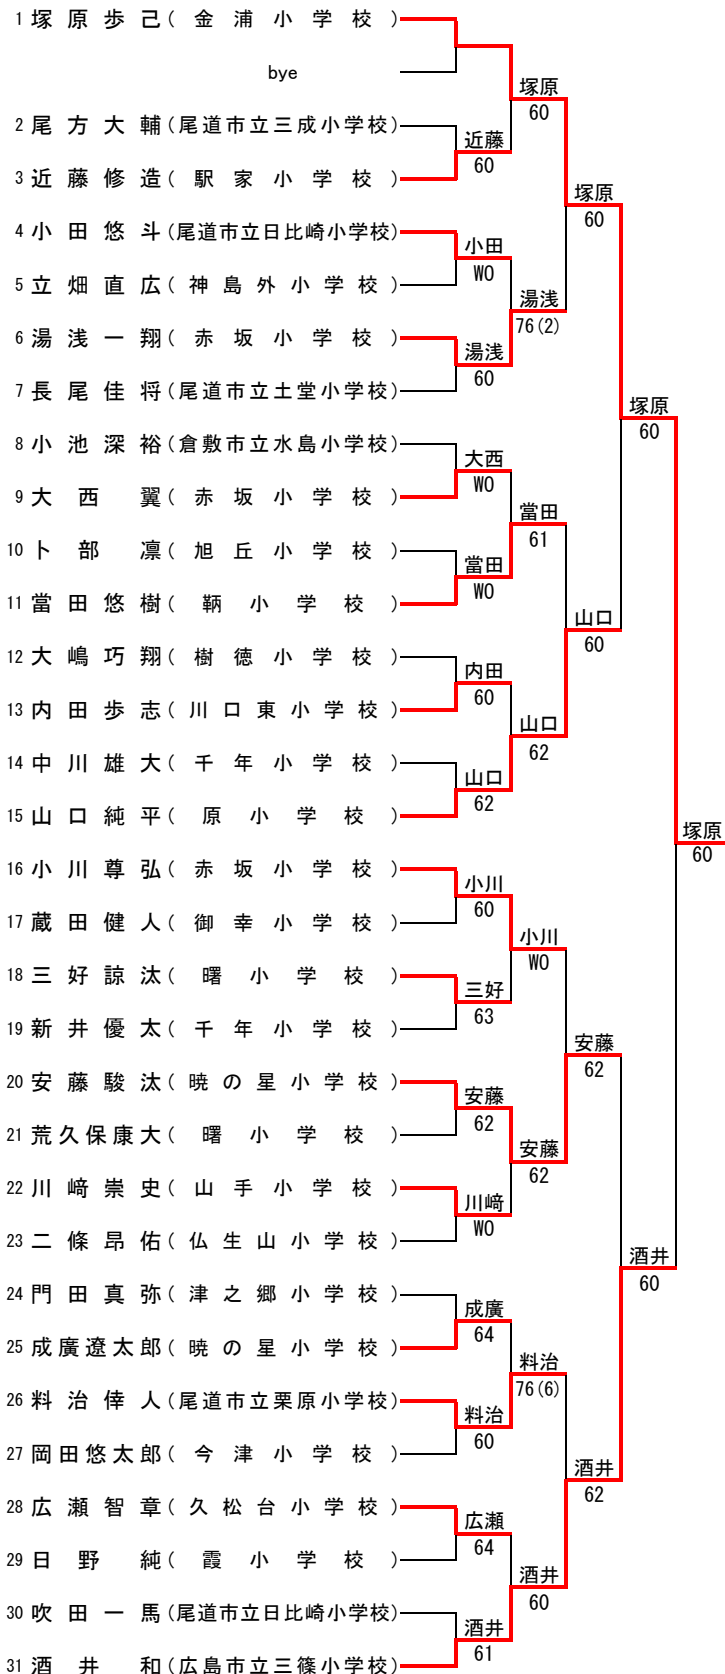 1 塚原歩己(金浦小学校)
bye
塚原
60
2 尾方大輔(尾道市立三成小学校)
近藤
60
3 近藤修造(駅家小学校)
塚原
60
4 小田悠斗(尾道市立日比崎小学校)
小田
WO
5 立畑直広(神島外小学校)
湯浅
76(2)
6 湯浅一翔(赤坂小学校)
湯浅
60
7 長尾佳将(尾道市立土堂小学校)
塚原
60
8 小池深裕(倉敷市立水島小学校)
大西
WO
9 大西翼(赤坂小学校)
當田
61
10 卜部凛(旭丘小学校)
當田
WO
11 當田悠樹(鞆小学校)
山口
60
12 大嶋巧翔(樹徳小学校)
内田
60
13 内田歩志(川口東小学校)
山口
62
14 中川雄大(千年小学校)
山口
62
15 山口純平(原小学校)
塚原
60
16 小川尊弘(赤坂小学校)
小川
60
17 蔵田健人(御幸小学校)
小川
WO
18 三好諒汰(曙小学校)
三好
63
19 新井優太(千年小学校)
安藤
62
20 安藤駿汰(暁の星小学校)
安藤
62
21 荒久保康大(曙小学校)
安藤
62
22 川﨑崇史(山手小学校)
川﨑
WO
23 二條昂佑(仏生山小学校)
酒井
60
24 門田真弥(津之郷小学校)
成廣
64
25 成廣遼太郎(暁の星小学校)
料治
76(6)
26 料治倖人(尾道市立栗原小学校)
料治
60
27 岡田悠太郎(今津小学校)
酒井
62
28 広瀬智章(久松台小学校)
広瀬
64
29 日野純(霞小学校)
酒井
60
30 吹田一馬(尾道市立日比崎小学校)
酒井
61
31 酒井和(広島市立三篠小学校)